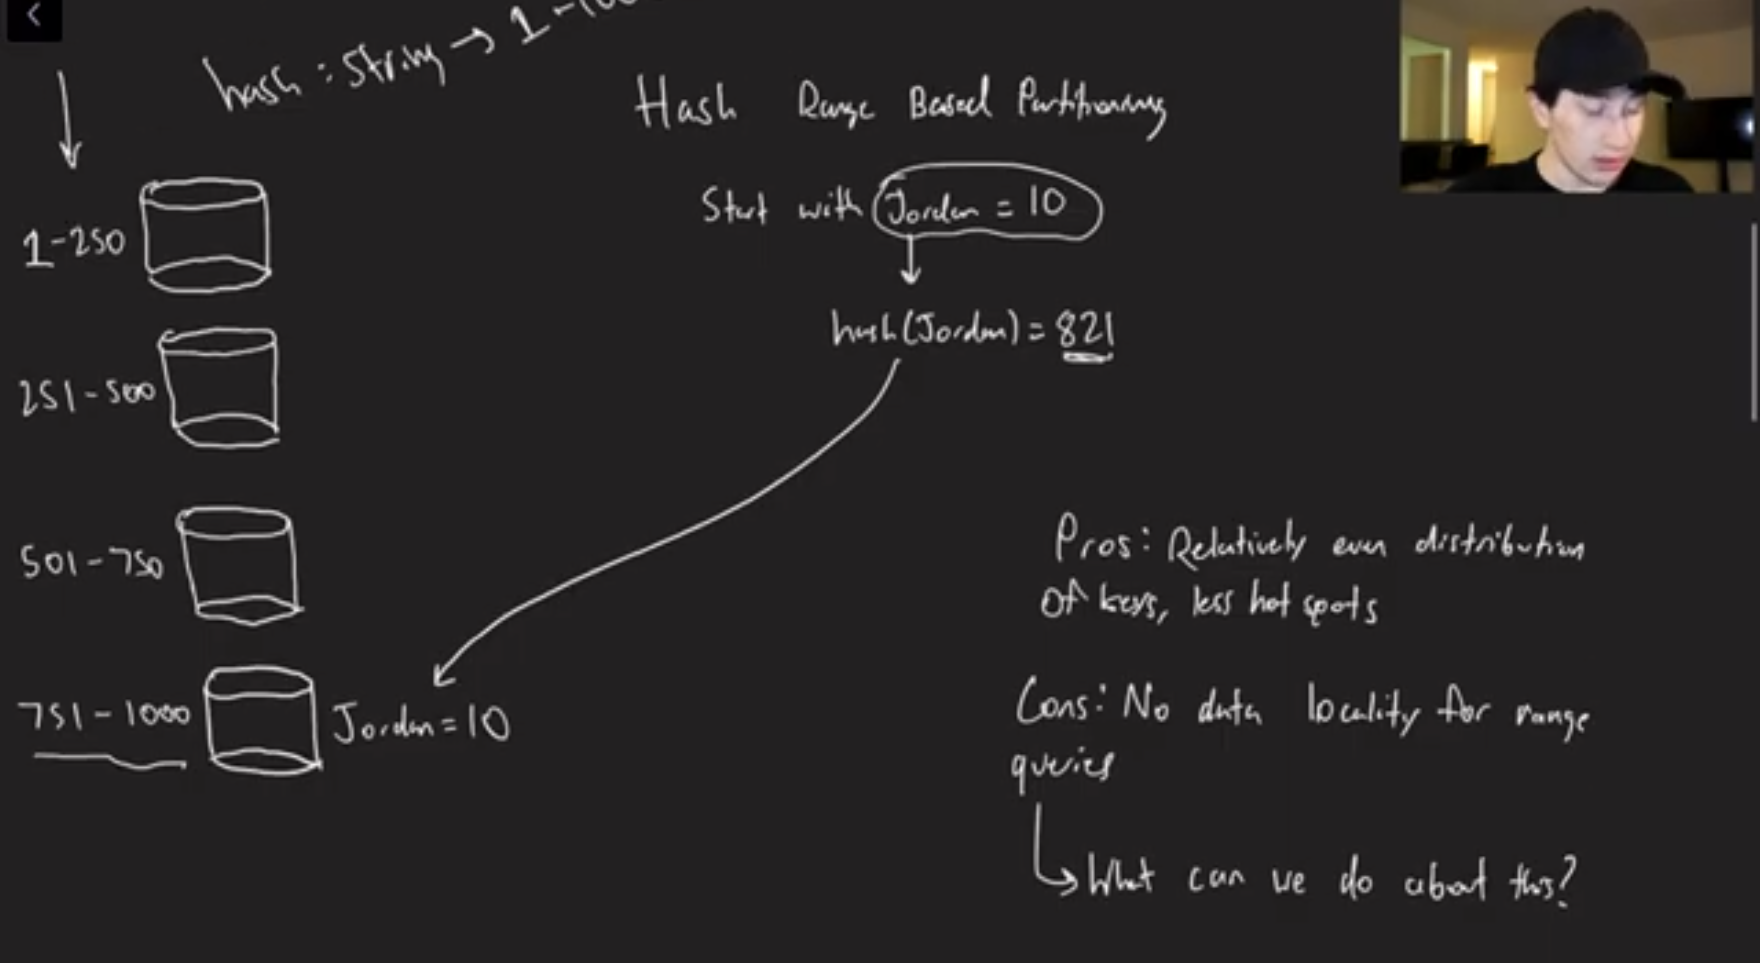 hash : string → 1-100
Hash Range Based Partitioning
Start with Jordan = 10
1-250
hash(Jordan) = 821
251-500
501-750
Pros: Relatively even distribution
of keys, less hot spots
751-1000
Jordan = 10
Cons: No data locality for range
queries
What can we do about this?